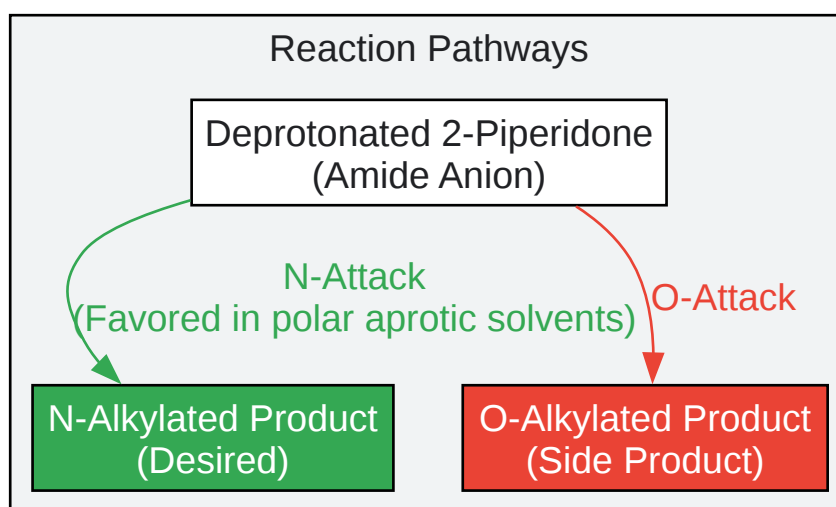 Reaction Pathways
Deprotonated 2-Piperidone
(Amide Anion)
N-Attack
(Favored in polar aprotic solvents)
O-Attack
N-Alkylated Product
(Desired)
O-Alkylated Product
(Side Product)